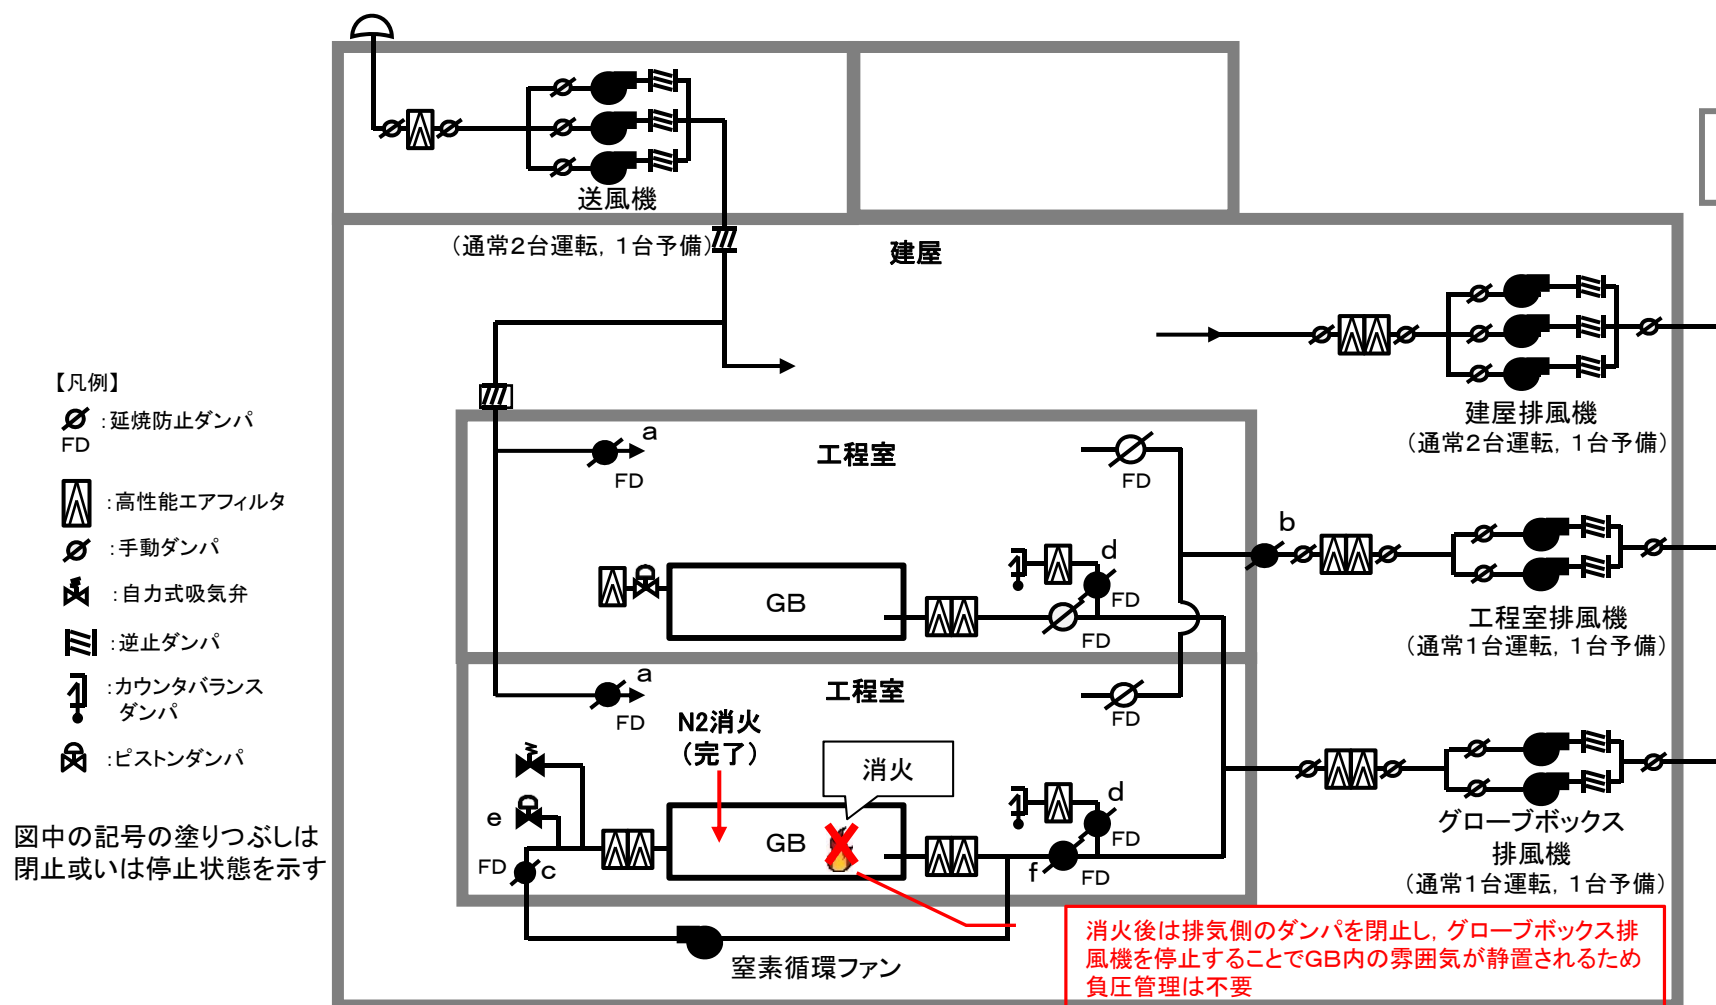 送風機
（通常２台運転，１台予備）
建屋
【凡例】
：延焼防止ダンパ
FD
：高性能エアフィルタ
：手動ダンパ
：自力式吸気弁
：逆止ダンパ
：カウンタバランス
ダンパ
：ピストンダンパ
図中の記号の塗りつぶしは
閉止或いは停止状態を示す
建屋排風機
（通常２台運転，１台予備）
工程室
a
FD
FD
b
d
FD
GB
FD
工程室排風機
（通常１台運転，１台予備）
工程室
a
FD
FD
N2消火
（完了）
消火
e
GB
d
FD
FD
c
f
FD
グローブボックス
排風機
（通常１台運転，１台予備）
窒素循環ファン
消火後は排気側のダンパを閉止し，グローブボックス排
風機を停止することでGB内の雰囲気が静置されるため
負圧管理は不要